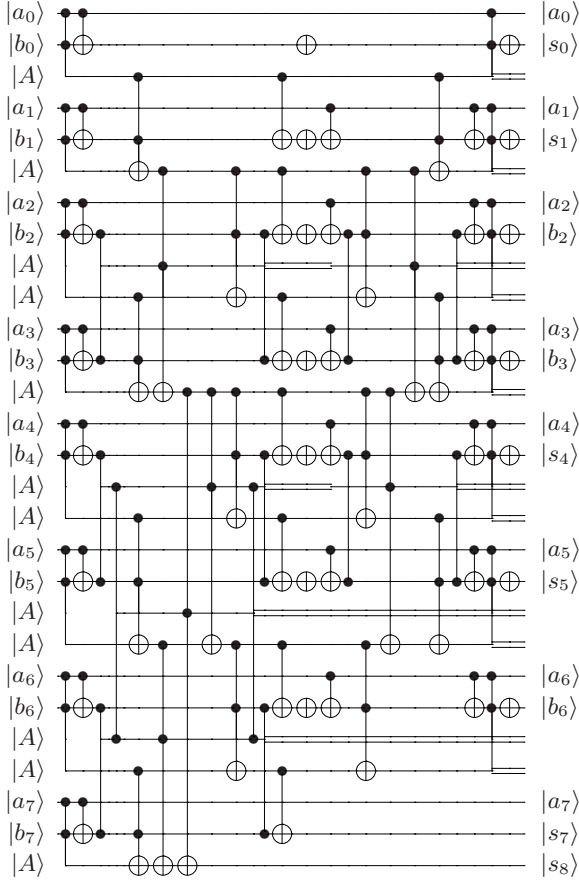 |a₀⟩ |a₀⟩
|b₀⟩ |s₀⟩
|A⟩
|a₁⟩ |a₁⟩
|b₁⟩ |s₁⟩
|A⟩
|a₂⟩ |a₂⟩
|b₂⟩ |b₂⟩
|A⟩
|A⟩
|a₃⟩ |a₃⟩
|b₃⟩ |b₃⟩
|A⟩
|a₄⟩ |a₄⟩
|b₄⟩ |s₄⟩
|A⟩
|A⟩
|a₅⟩ |a₅⟩
|b₅⟩ |s₅⟩
|A⟩
|A⟩
|a₆⟩ |a₆⟩
|b₆⟩ |b₆⟩
|A⟩
|A⟩
|a₇⟩ |a₇⟩
|b₇⟩ |s₇⟩
|A⟩ |s₈⟩